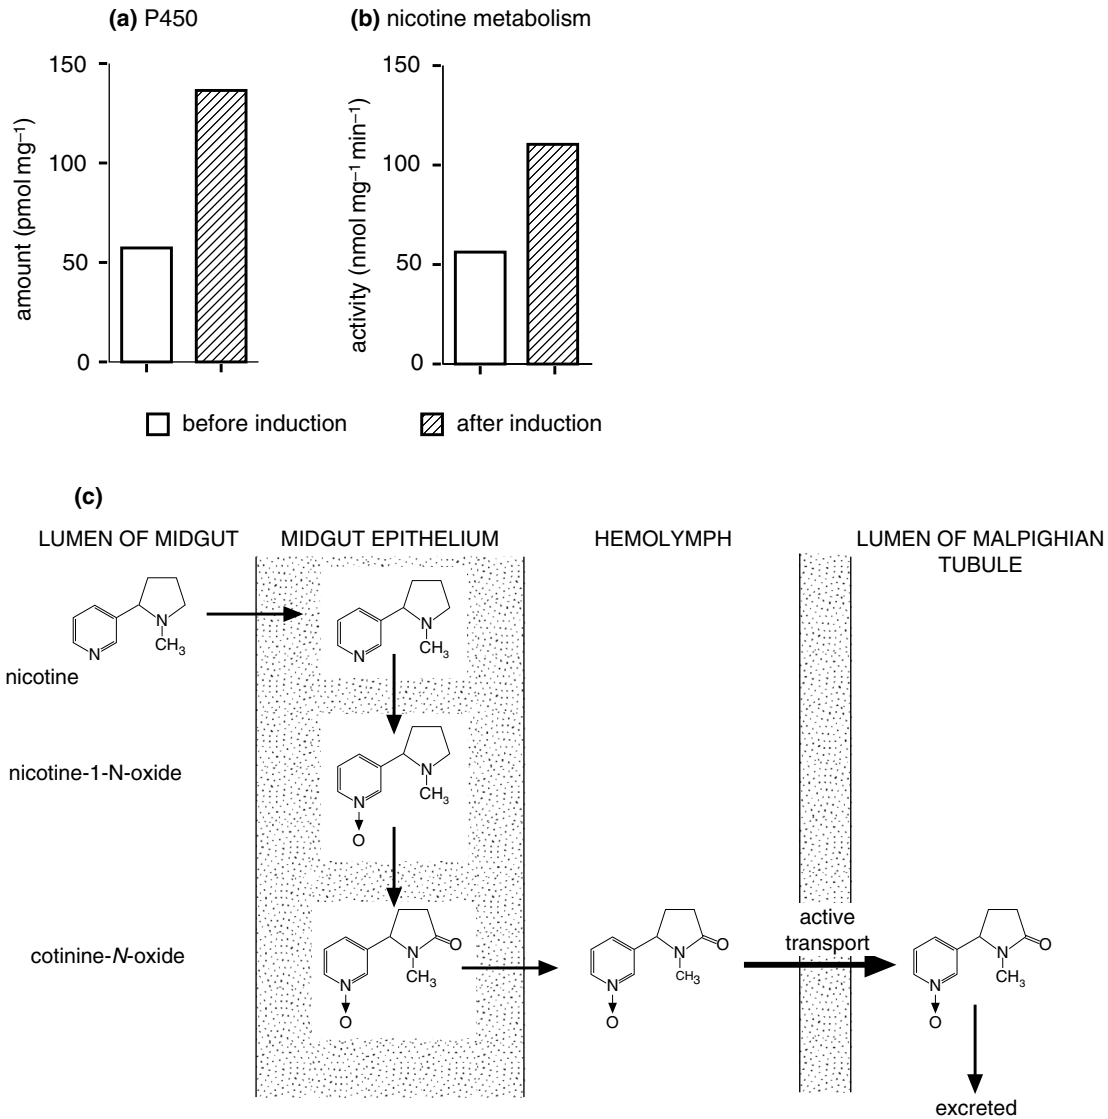 (a) P450
150
100
50
0
amount (pmol mg⁻¹)
(b) nicotine metabolism
150
100
50
0
activity (nmol mg⁻¹ min⁻¹)
before induction
after induction
(c)
LUMEN OF MIDGUT
MIDGUT EPITHELIUM
HEMOLYMPH
LUMEN OF MALPIGHIAN
TUBULE
N
CH₃
N
nicotine
N
CH₃
N
nicotine-1-N-oxide
N
CH₃
N
O
cotinine-N-oxide
O
N
CH₃
N
O
O
N
CH₃
N
O
active
transport
O
N
CH₃
N
O
excreted